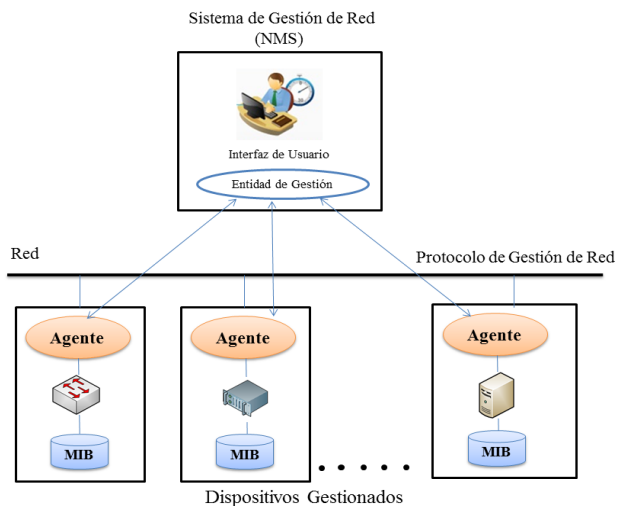 Sistema de Gestión de Red
(NMS)
Interfaz de Usuario
Entidad de Gestión
Red
Protocolo de Gestión de Red
Agente
Agente
Agente
MIB
MIB
MIB
Dispositivos Gestionados